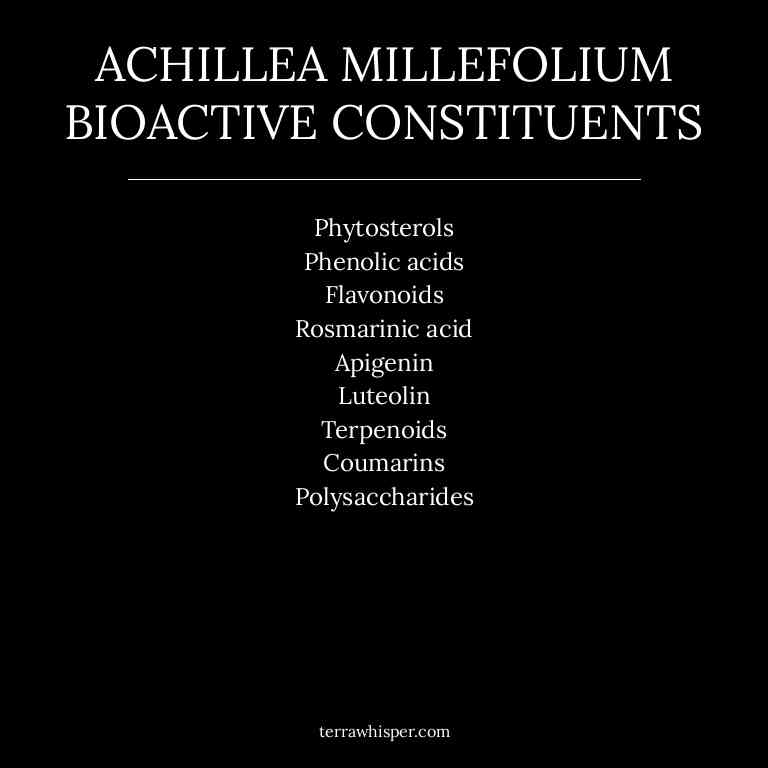 ACHILLEA MILLEFOLIUM
BIOACTIVE CONSTITUENTS
Phytosterols
Phenolic acids
Flavonoids
Rosmarinic acid
Apigenin
Luteolin
Terpenoids
Coumarins
Polysaccharides
terrawhisper.com